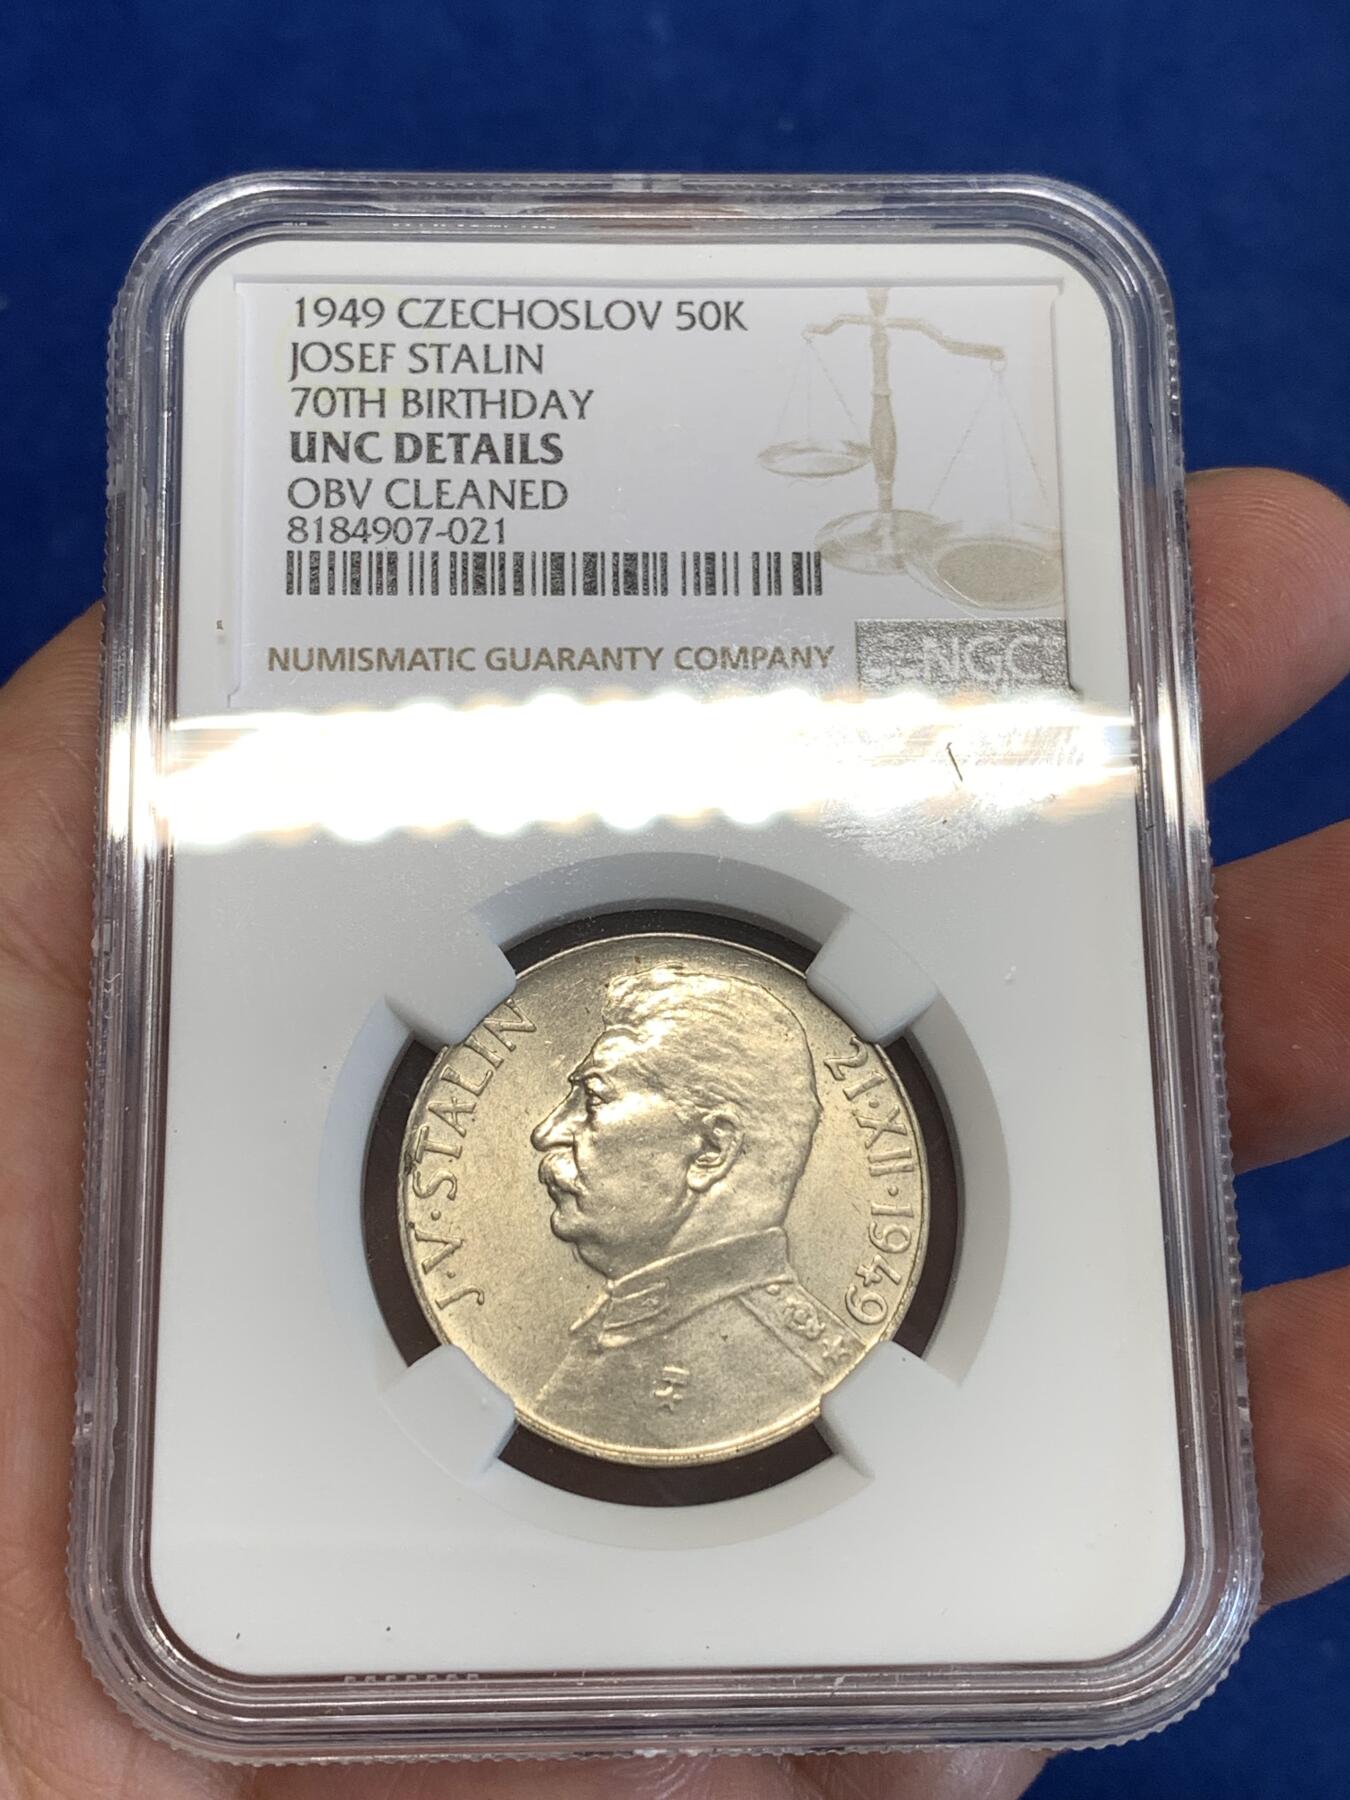 1949 CZECHOSLOV 50K
JOSEF STALIN
70TH BIRTHDAY
UNC DETAILS
OBV CLEANED
8184907-021
NUMISMATIC GUARANTY COMPANY
NGC
J·V·STALIN
21·XII·1949